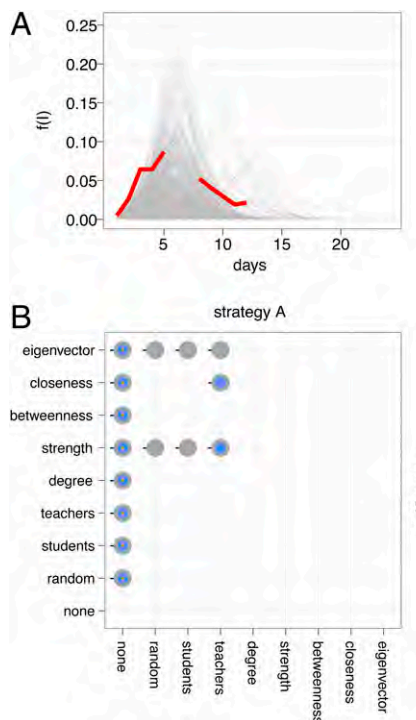 A
0.25
0.20
0.15
0.10
0.05
0.00
f(I)
5 10 15 20
days
B
strategy A
eigenvector
closeness
betweenness
strength
degree
teachers
students
random
none
none random students teachers degree strength betweenness closeness eigenvector